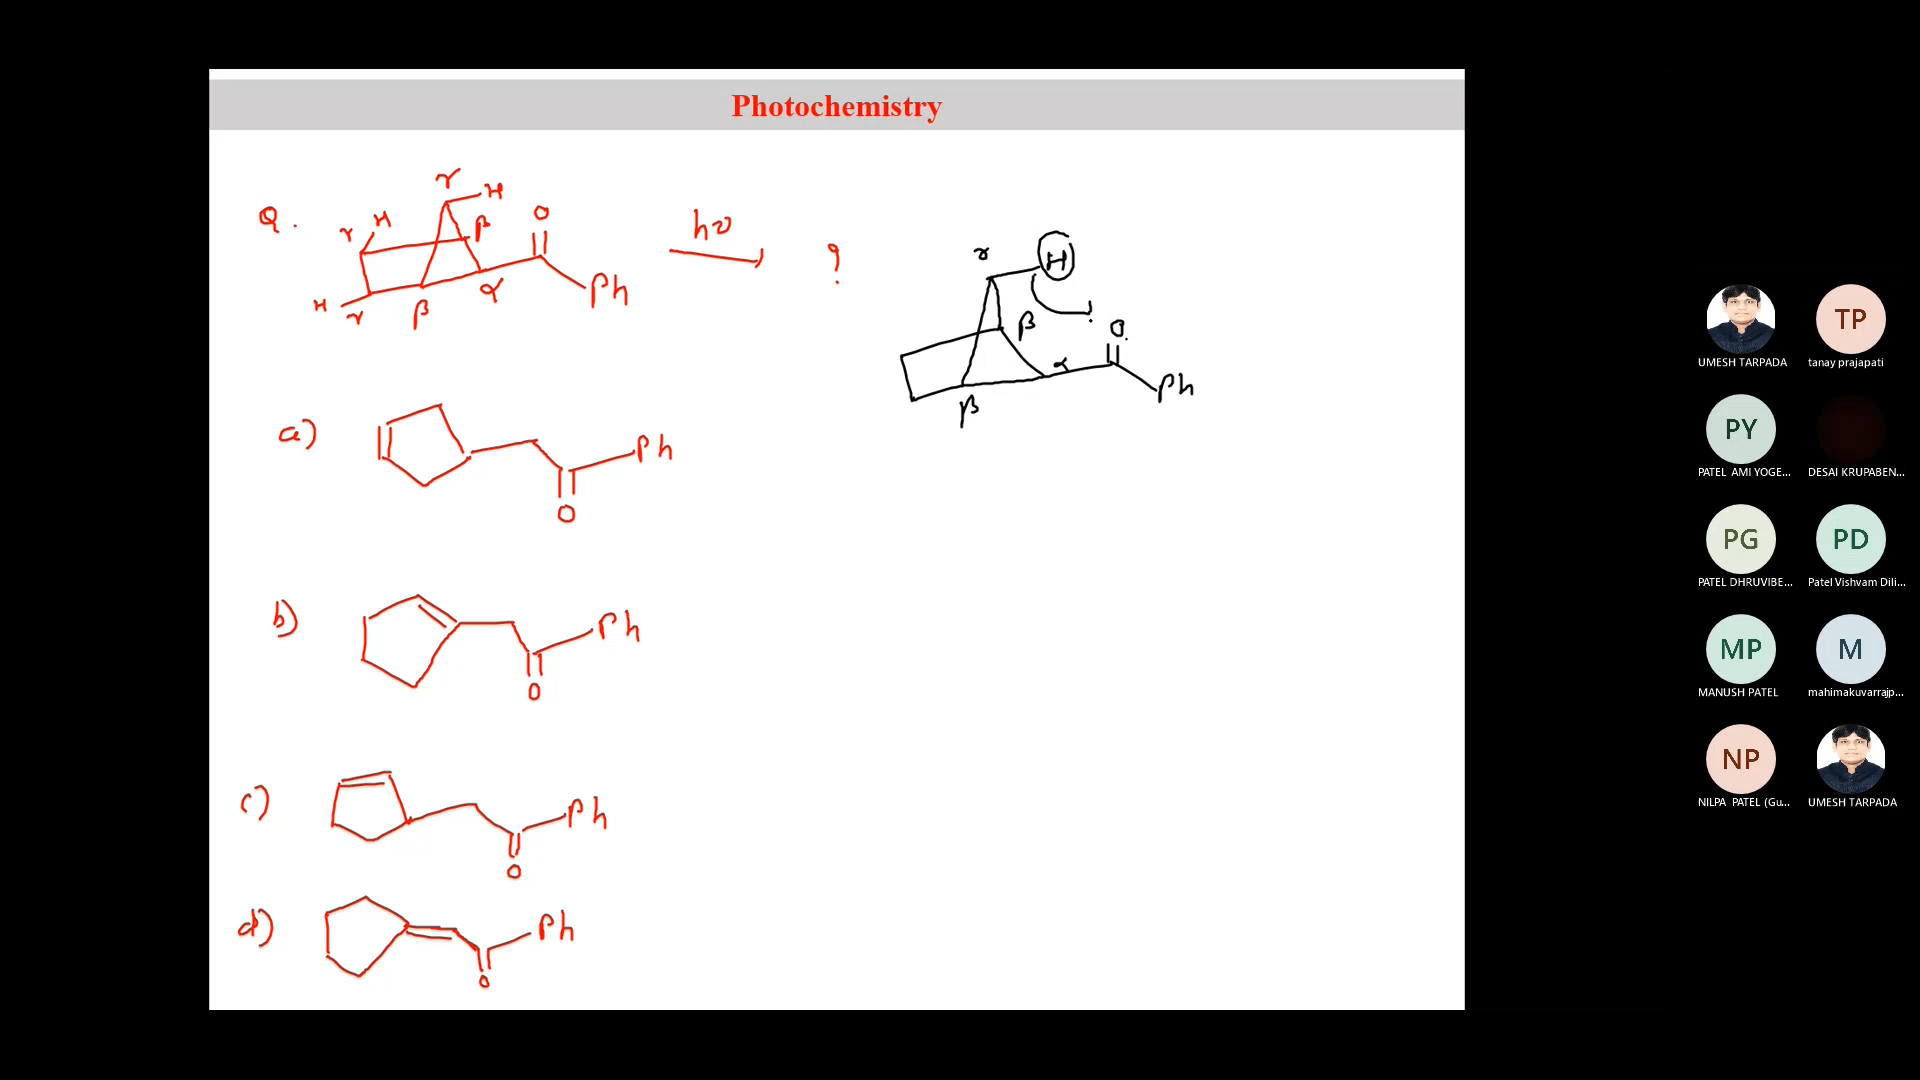 Photochemistry
Q.
γ
H
H
γ
β
O
hν
?
Ph
H
γ
β
α
γ
H
β
O
α
Ph
β
a)
Ph
O
b)
Ph
O
c)
Ph
O
d)
Ph
O
UMESH TARPADA
TP
tanay prajapati
PY
PATEL AMI YOGE...
DESAI KRUPABEN...
PG
PATEL DHRUVIBE...
PD
Patel Vishvam Dili...
MP
MANUSH PATEL
M
mahimakuvarrajp...
NP
NILPA PATEL (Gu...
UMESH TARPADA